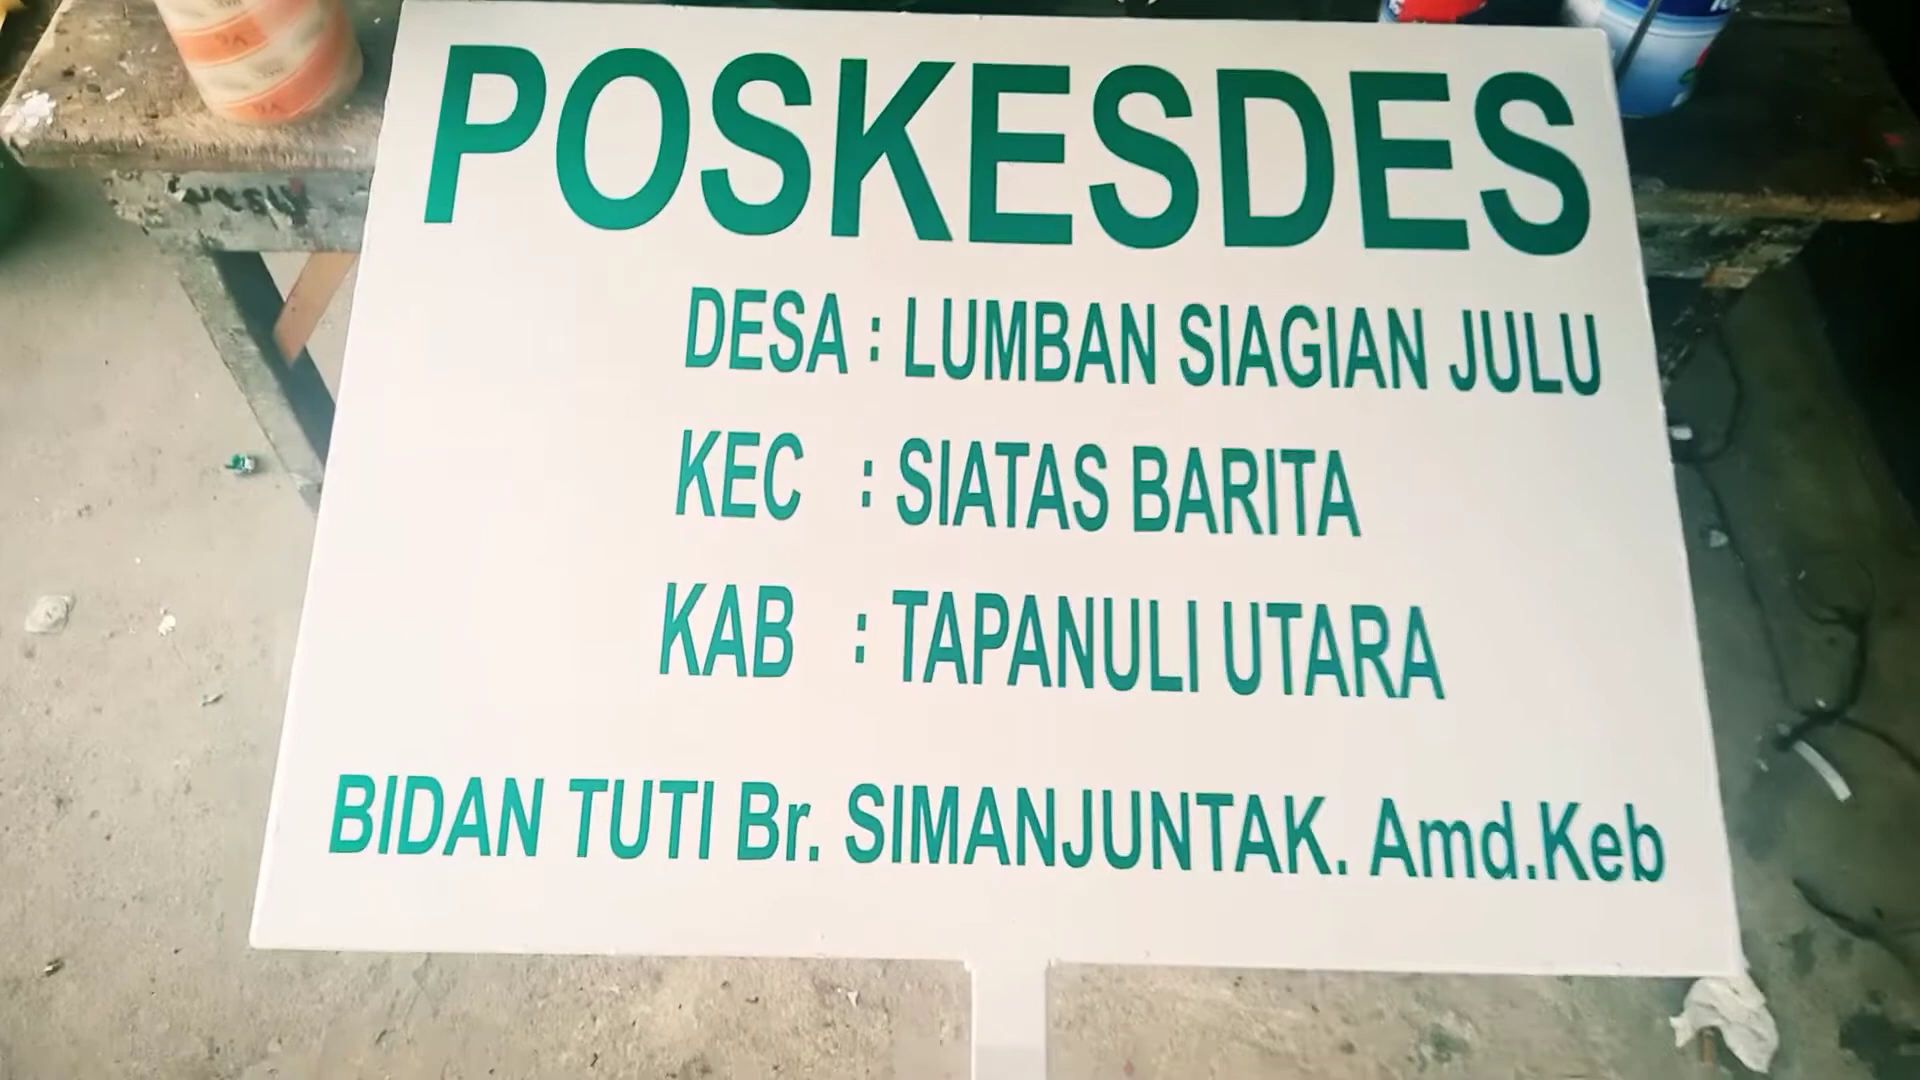 POSKESDES
DESA : LUMBAN SIAGIAN JULU
KEC : SIATAS BARITA
KAB : TAPANULI UTARA
BIDAN TUTI Br. SIMANJUNTAK. Amd.Keb